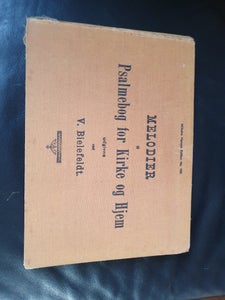 MELODIER
til
Psalmebog for Kirke og Hjem
udgivne
ved
V. Bielefeldt.